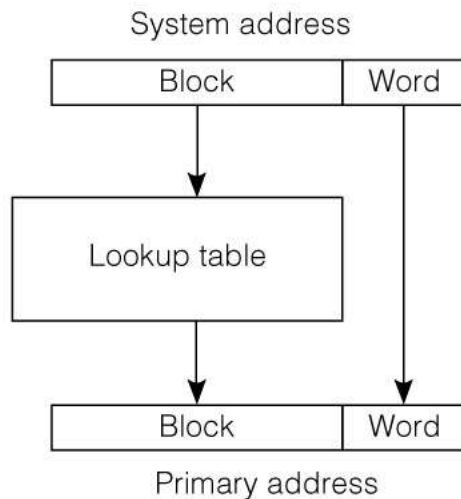 System address
Block Word
Lookup table
Block Word
Primary address